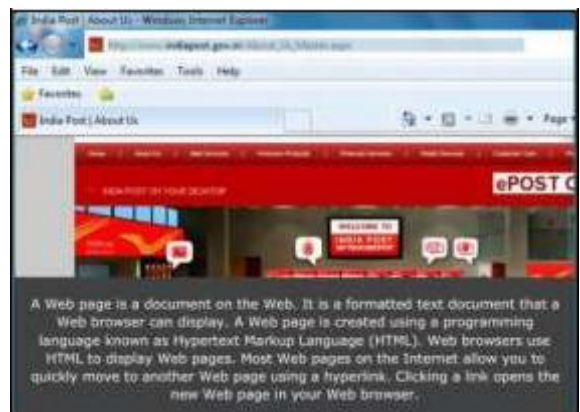 India Post | About Us - Windows Internet Explorer
indiapost.gov.in
File Edit View Favorites Tools Help
Favorites
India Post | About Us
Page
INDIA POST ON YOUR DESKTOP
ePOST
WELCOME TO
INDIA POST
A Web page is a document on the Web. It is a formatted text document that a
Web browser can display. A Web page is created using a programming
language known as Hypertext Markup Language (HTML). Web browsers use
HTML to display Web pages. Most Web pages on the Internet allow you to
quickly move to another Web page using a hyperlink. Clicking a link opens the
new Web page in your Web browser.